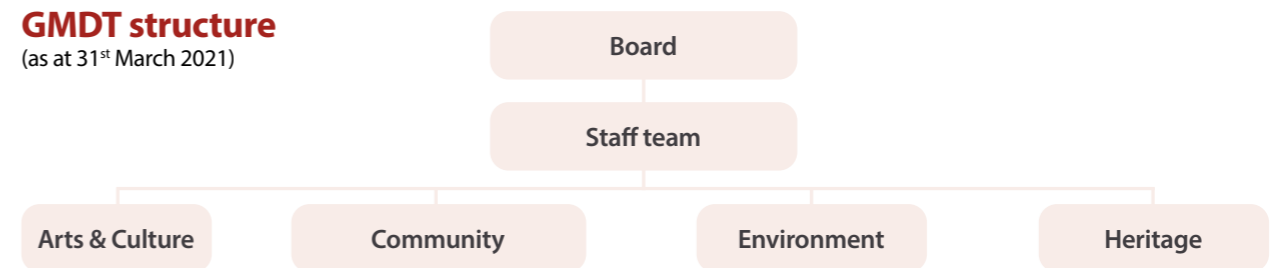 GMDT structure
(as at 31st March 2021)
Board
Staff team
Arts & Culture
Community
Environment
Heritage